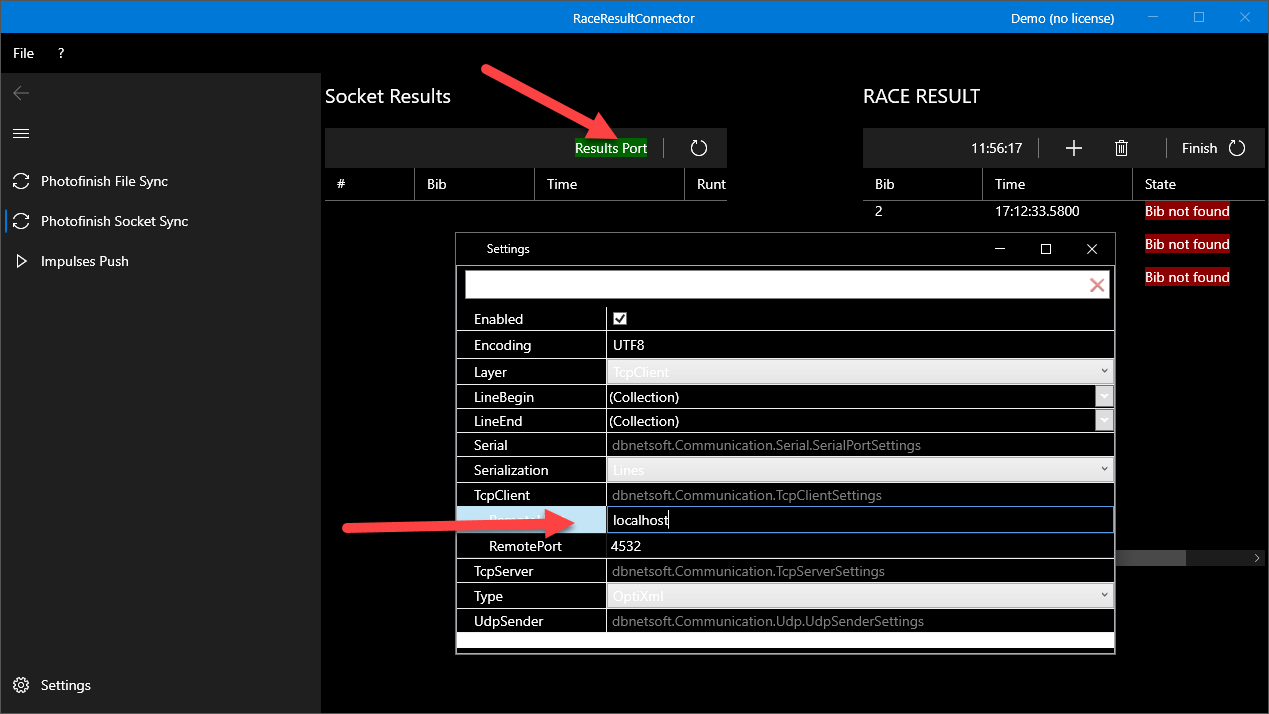 RaceResultConnector
Demo (no license)
File ?
Socket Results
RACE RESULT
Results Port
11:56:17
Finish
# Bib Time Runt
Bib Time State
Photofinish File Sync
Photofinish Socket Sync
Impulses Push
2 17:12:33.5800 Bib not found
Bib not found
Bib not found
Settings
Enabled
Encoding UTF8
Layer TcpClient
LineBegin (Collection)
LineEnd (Collection)
Serial dbnetsoft.Communication.Serial.SerialPortSettings
Serialization Lines
TcpClient dbnetsoft.Communication.TcpClientSettings
localhost
RemotePort 4532
TcpServer dbnetsoft.Communication.TcpServerSettings
Type OptiXml
UdpSender dbnetsoft.Communication.Udp.UdpSenderSettings
Settings